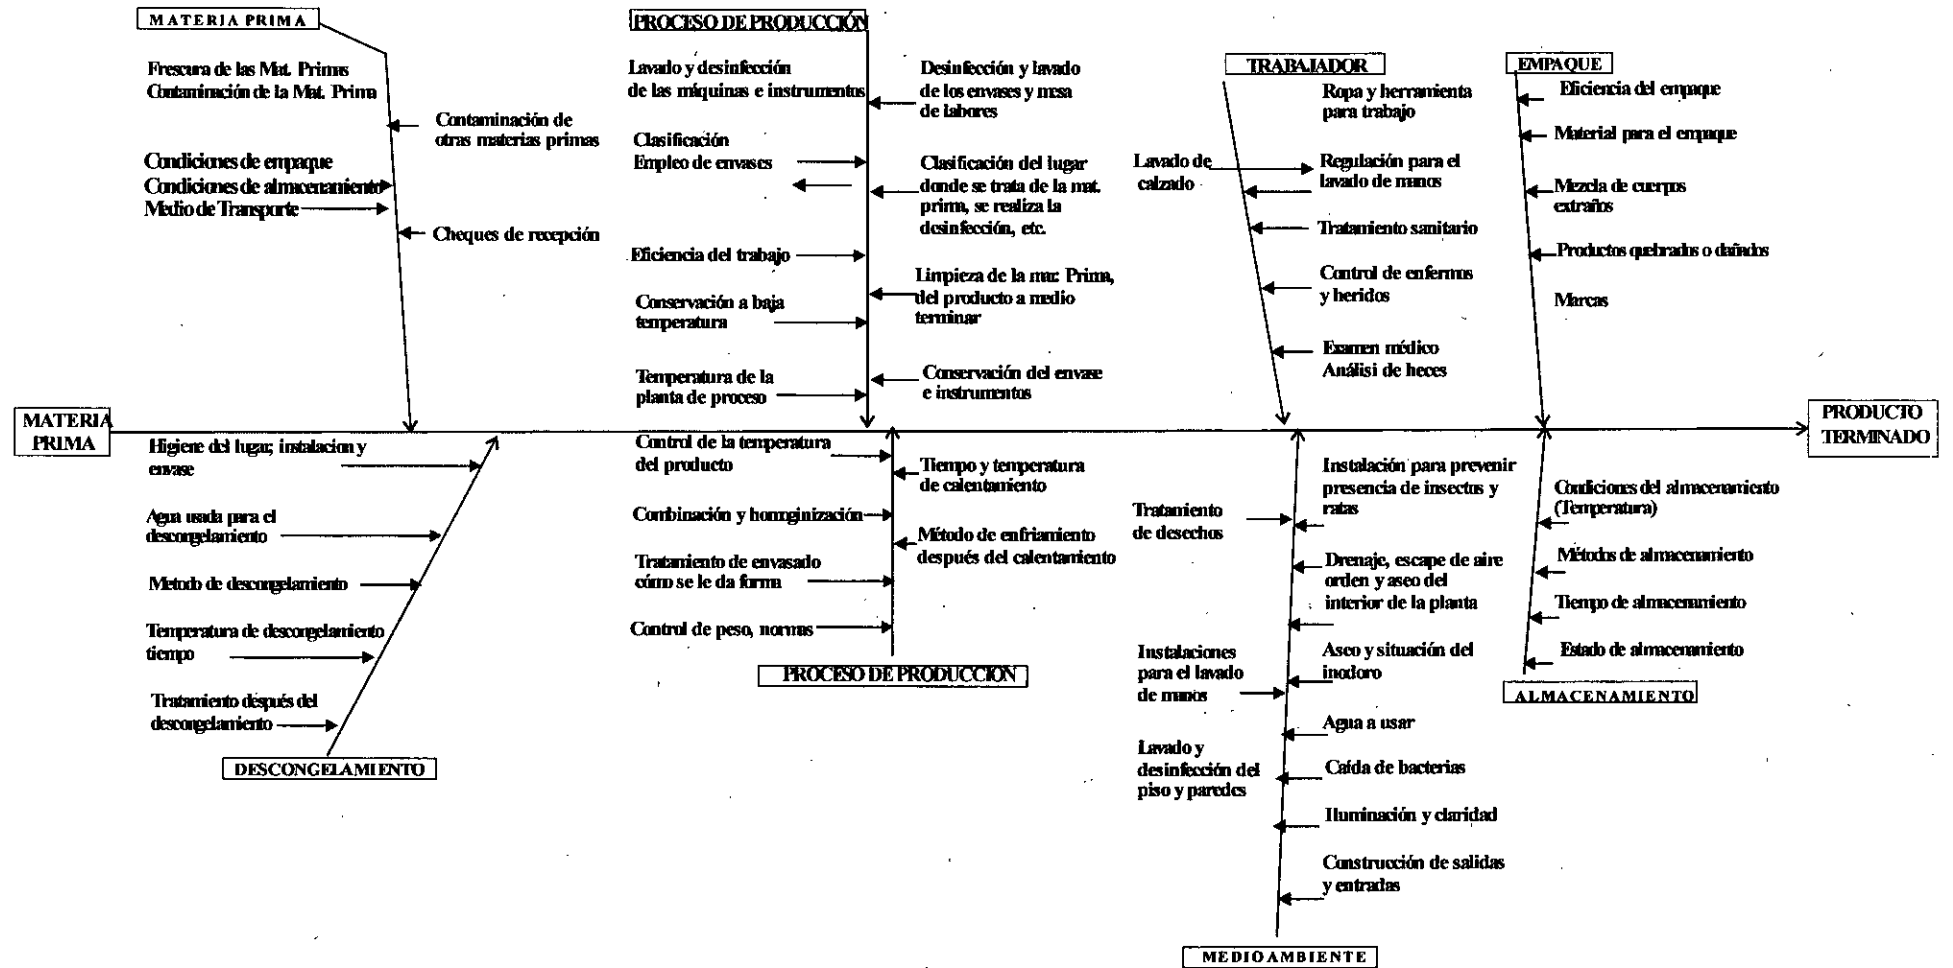 MATERIA PRIMA
Frescura de las Mat. Primas
Contaminación de la Mat. Prima
Contaminación de
otras materias primas
Condiciones de empaque
Condiciones de almacenamiento
Medio de Transporte
Cheques de recepción
PROCESO DE PRODUCCIÓN
Lavado y desinfección
de las máquinas e instrumentos
Desinfección y lavado
de los envases y mesa
de labores
Clasificación
Empleo de envases
Clasificación del lugar
donde se trata de la mat.
prima, se realiza la
desinfección, etc.
Eficiencia del trabajo
Limpieza de la mat. Prima,
del producto a medio
terminar
Conservación a baja
temperatura
Temperatura de la
planta de proceso
Conservación del envase
e instrumentos
TRABAJADOR
Ropa y herramienta
para trabajo
Lavado de
calzado
Regulación para el
lavado de manos
Tratamiento sanitario
Control de enfermos
y heridos
Examen médico
Análisi de heces
EMPAQUE
Eficiencia del empaque
Material para el empaque
Mezcla de cuerpos
extraños
Productos quebrados o dañados
Marcas
MATERIA
PRIMA
PRODUCTO
TERMINADO
Higiene del lugar; instalacion y
envase
Agua usada para el
descongelamiento
Metodo de descongelamiento
Temperatura de descongelamiento
tiempo
Tratamiento después del
descongelamiento
DESCONGELAMIENTO
Control de la temperatura
del producto
Tiempo y temperatura
de calentamiento
Combinación y homoginización
Método de enfriamiento
después del calentamiento
Tratamiento de envasado
cómo se le da forma
Control de peso, normas
PROCESO DE PRODUCCION
Instalación para prevenir
presencia de insectos y
ratas
Tratamiento
de desechos
Drenaje, escape de aire
orden y aseo del
interior de la planta
Instalaciones
para el lavado
de manos
Aseo y situación del
inodoro
Agua a usar
Lavado y
desinfección del
piso y paredes
Caída de bacterias
Iluminación y claridad
Construcción de salidas
y entradas
MEDIO AMBIENTE
Condiciones del almacenamiento
(Temperatura)
Métodos de almacenamiento
Tiempo de almacenamiento
Estado de almacenamiento
ALMACENAMIENTO